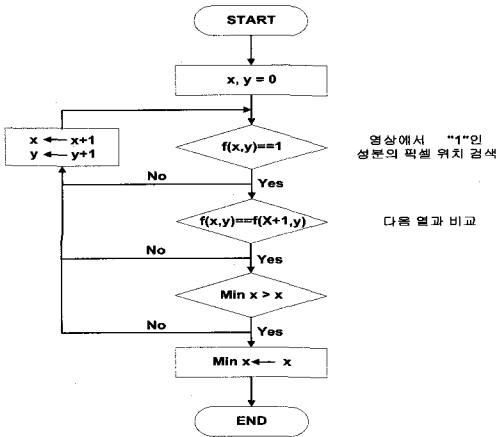 START
x, y = 0
x ← x+1
y ← y+1
f(x,y)==1
영상에서 "1"인
성분의 픽셀 위치 검색
No
Yes
f(x,y)==f(X+1,y)
다음 열과 비교
No
Yes
Min x > x
No
Yes
Min x ← x
END